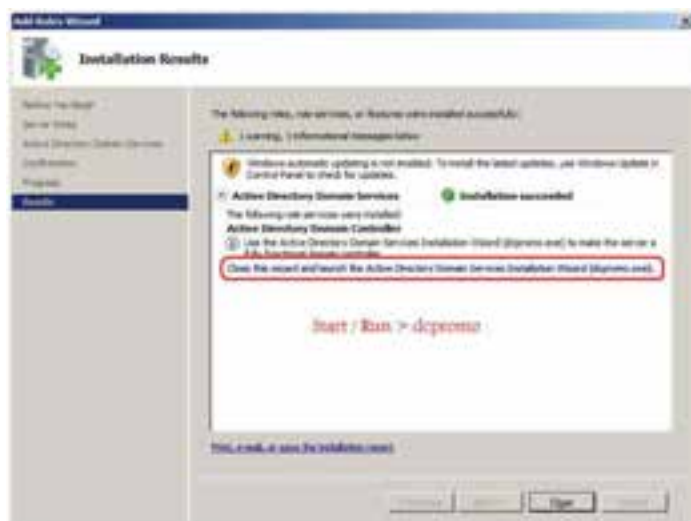 Add Roles Wizard
Installation Results
Before You Begin
Server Roles
Active Directory Domain Services
Confirmation
Progress
Results
The following roles, role services, or features were installed successfully:
1 warning, 1 informational messages below
Windows automatic updating is not enabled. To install the latest updates, use Windows Update in
Control Panel to check for updates.
Active Directory Domain Services
Installation succeeded
The following role services were installed:
Active Directory Domain Controller
Use the Active Directory Domain Services Installation Wizard (dcpromo.exe) to make the server a
fully functional domain controller.
Close this wizard and launch the Active Directory Domain Services Installation Wizard (dcpromo.exe).
Start / Run > dcpromo
Print, e-mail, or save the installation report
Close